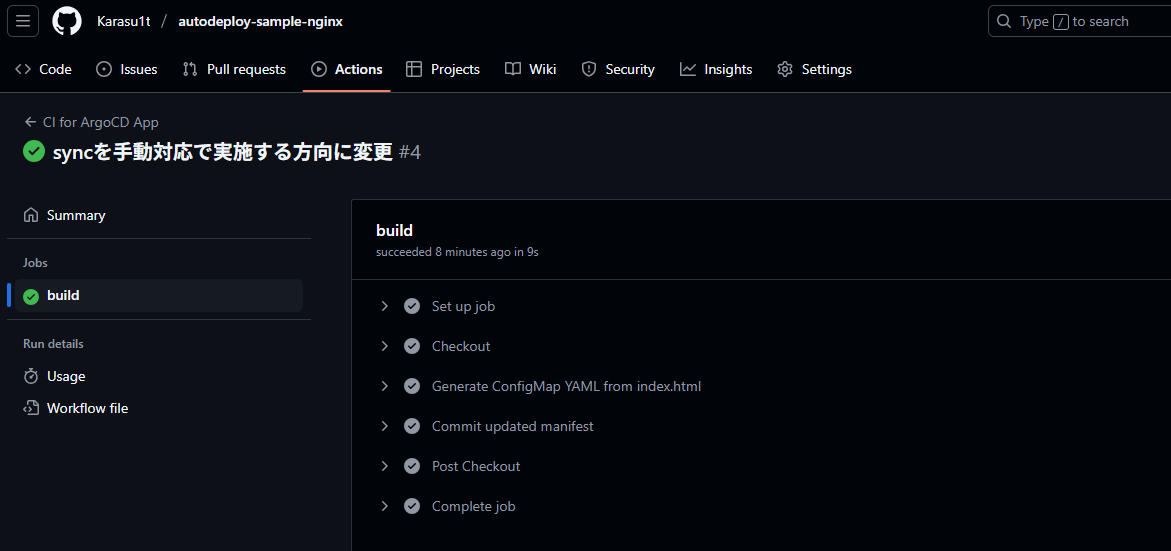 Karasu1t / autodeploy-sample-nginx
Type / to search
Code Issues Pull requests Actions Projects Wiki Security Insights Settings
CI for ArgoCD App
syncを手動対応で実施する方向に変更 #4
Summary
Jobs
build
Run details
Usage
Workflow file
build
succeeded 8 minutes ago in 9s
Set up job
Checkout
Generate ConfigMap YAML from index.html
Commit updated manifest
Post Checkout
Complete job